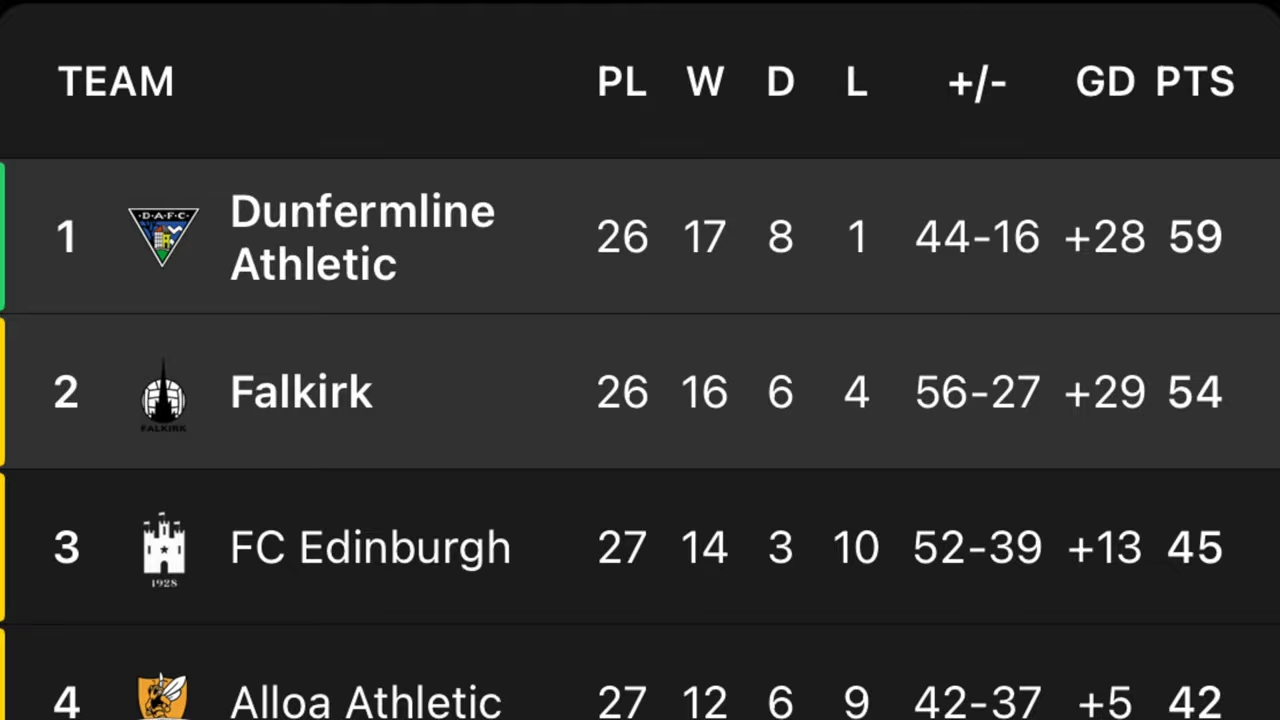 TEAM PL W D L +/- GD PTS
1 D.A.F.C. Dunfermline Athletic 26 17 8 1 44-16 +28 59
2 FALKIRK Falkirk 26 16 6 4 56-27 +29 54
3 1928 FC Edinburgh 27 14 3 10 52-39 +13 45
4 Alloa Athletic 27 12 6 9 42-37 +5 42